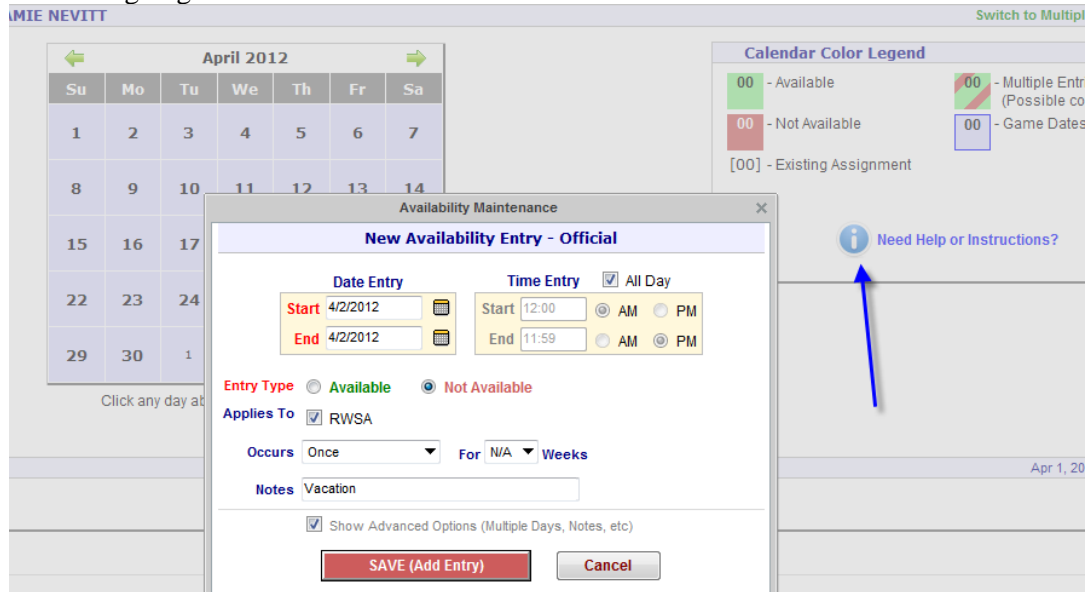 AMIE NEVITT
Switch to Multipl
April 2012
Su Mo Tu We Th Fr Sa
1 2 3 4 5 6 7
8 9 10 11 12 13 14
15 16 17
22 23 24
29 30 1
Click any day ab
Calendar Color Legend
00 - Available
00 - Multiple Entri
(Possible co
00 - Not Available
00 - Game Dates
[00] - Existing Assignment
Need Help or Instructions?
Apr 1, 20
Availability Maintenance
New Availability Entry - Official
Date Entry
Time Entry All Day
Start 4/2/2012
Start 12:00 AM PM
End 4/2/2012
End 11:59 AM PM
Entry Type Available Not Available
Applies To RWSA
Occurs Once For N/A Weeks
Notes Vacation
Show Advanced Options (Multiple Days, Notes, etc)
SAVE (Add Entry) Cancel